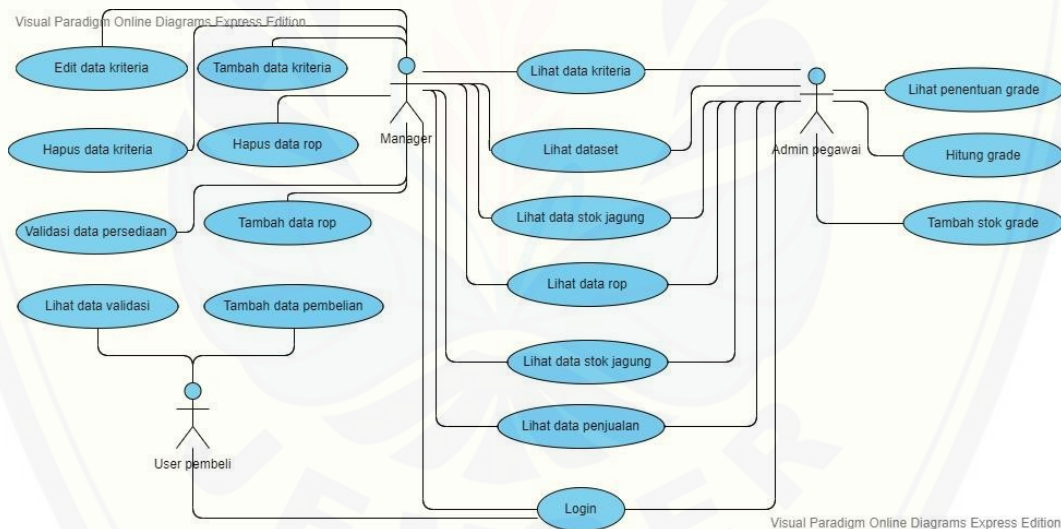 Visual Paradigm Online Diagrams Express Edition
Edit data kriteria
Tambah data kriteria
Lihat data kriteria
Lihat penentuan grade
Manager
Hapus data kriteria
Hapus data rop
Lihat dataset
Admin pegawai
Hitung grade
Validasi data persediaan
Tambah data rop
Lihat data stok jagung
Tambah stok grade
Lihat data rop
Lihat data validasi
Tambah data pembelian
Lihat data stok jagung
Lihat data penjualan
User pembeli
Login
Visual Paradigm Online Diagrams Express Edition